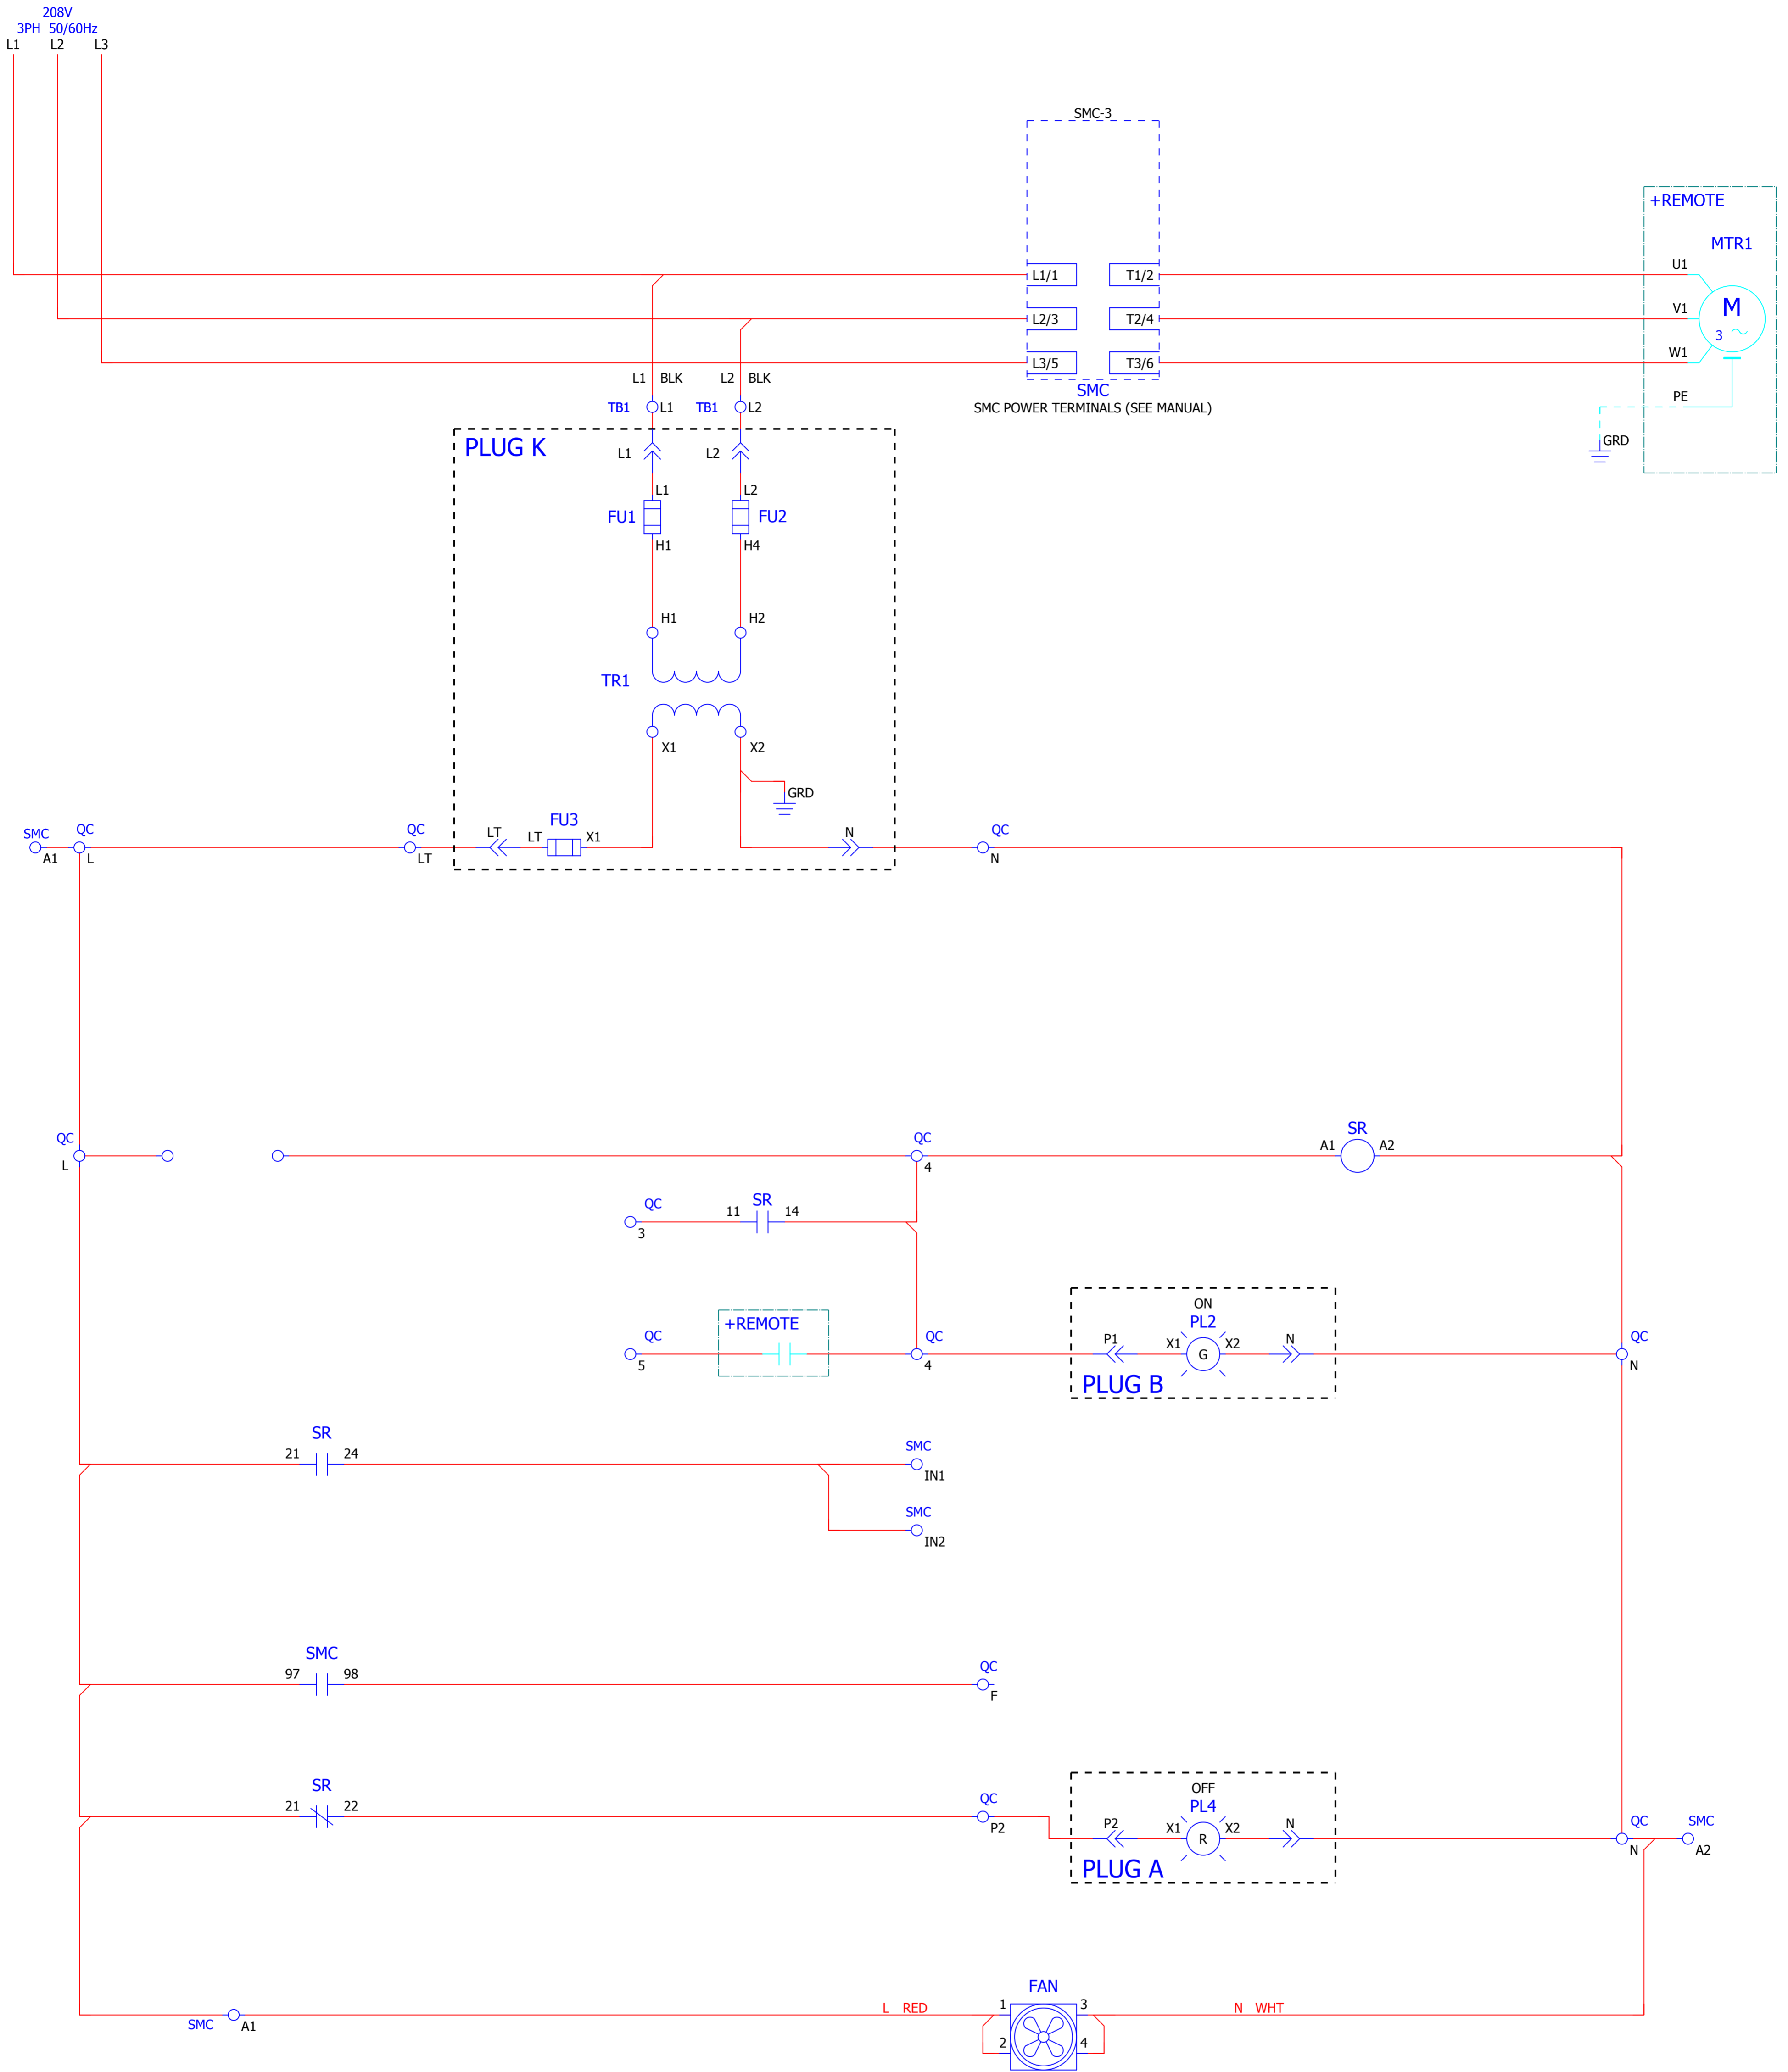 208V
3PH 50/60Hz
L1 L2 L3
SMC-3
+REMOTE
MTR1
L1/1 T1/2 U1
L2/3 T2/4 V1
M
3
L3/5 T3/6 W1
SMC
SMC POWER TERMINALS (SEE MANUAL)
PE
GRD
L1 BLK L2 BLK
TB1 L1 TB1 L2
PLUG K
L1 L2
L1 L2
FU1 FU2
H1 H4
H1 H2
TR1
X1 X2
GRD
SMC QC QC LT LT FU3 X1 N QC
A1 L LT N
QC QC SR
A1 A2
L 4
QC 11 SR 14
3
+REMOTE
ON
PL2
QC QC P1 X1 G X2 N QC
5 4 N
PLUG B
SR
21 24 SMC
IN1
SMC
IN2
SMC
97 98 QC
F
SR
21 22 QC
P2
OFF
PL4
P2 X1 R X2 N QC SMC
N A2
PLUG A
FAN
L RED 1 3 N WHT
SMC A1
2 4